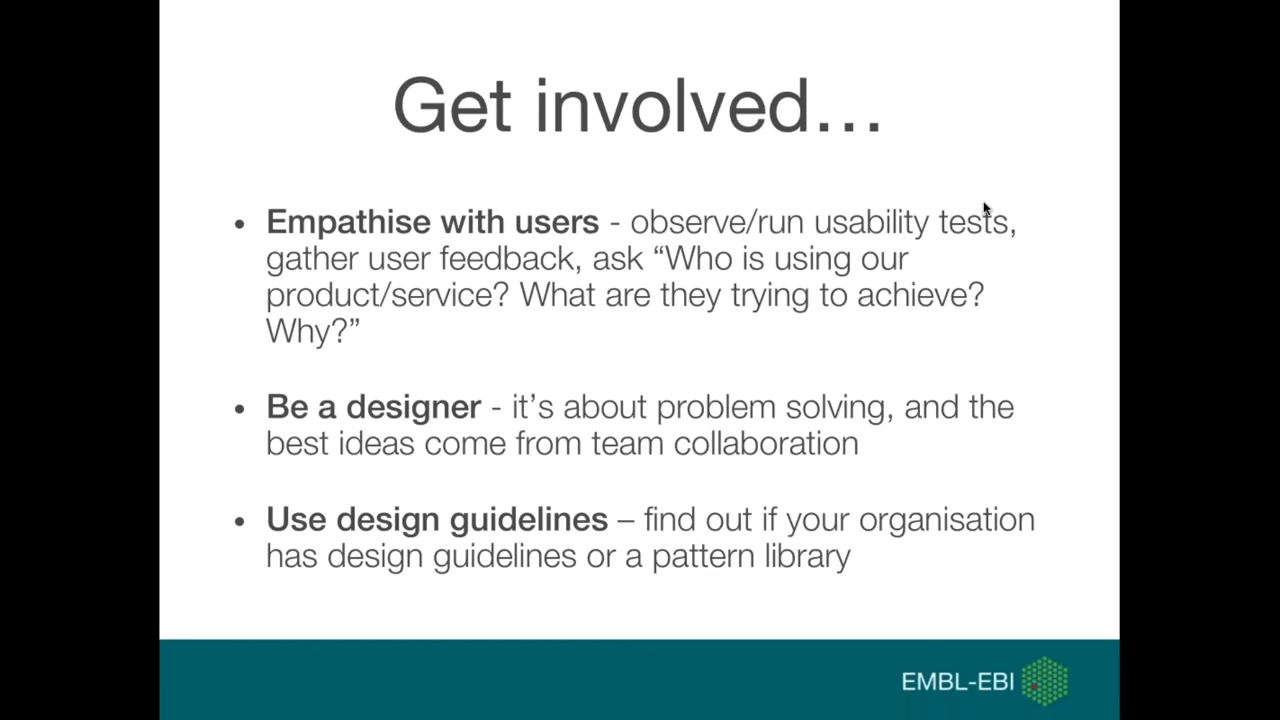 Get involved…
• Empathise with users - observe/run usability tests,
gather user feedback, ask “Who is using our
product/service? What are they trying to achieve?
Why?”
• Be a designer - it’s about problem solving, and the
best ideas come from team collaboration
• Use design guidelines – find out if your organisation
has design guidelines or a pattern library
EMBL-EBI